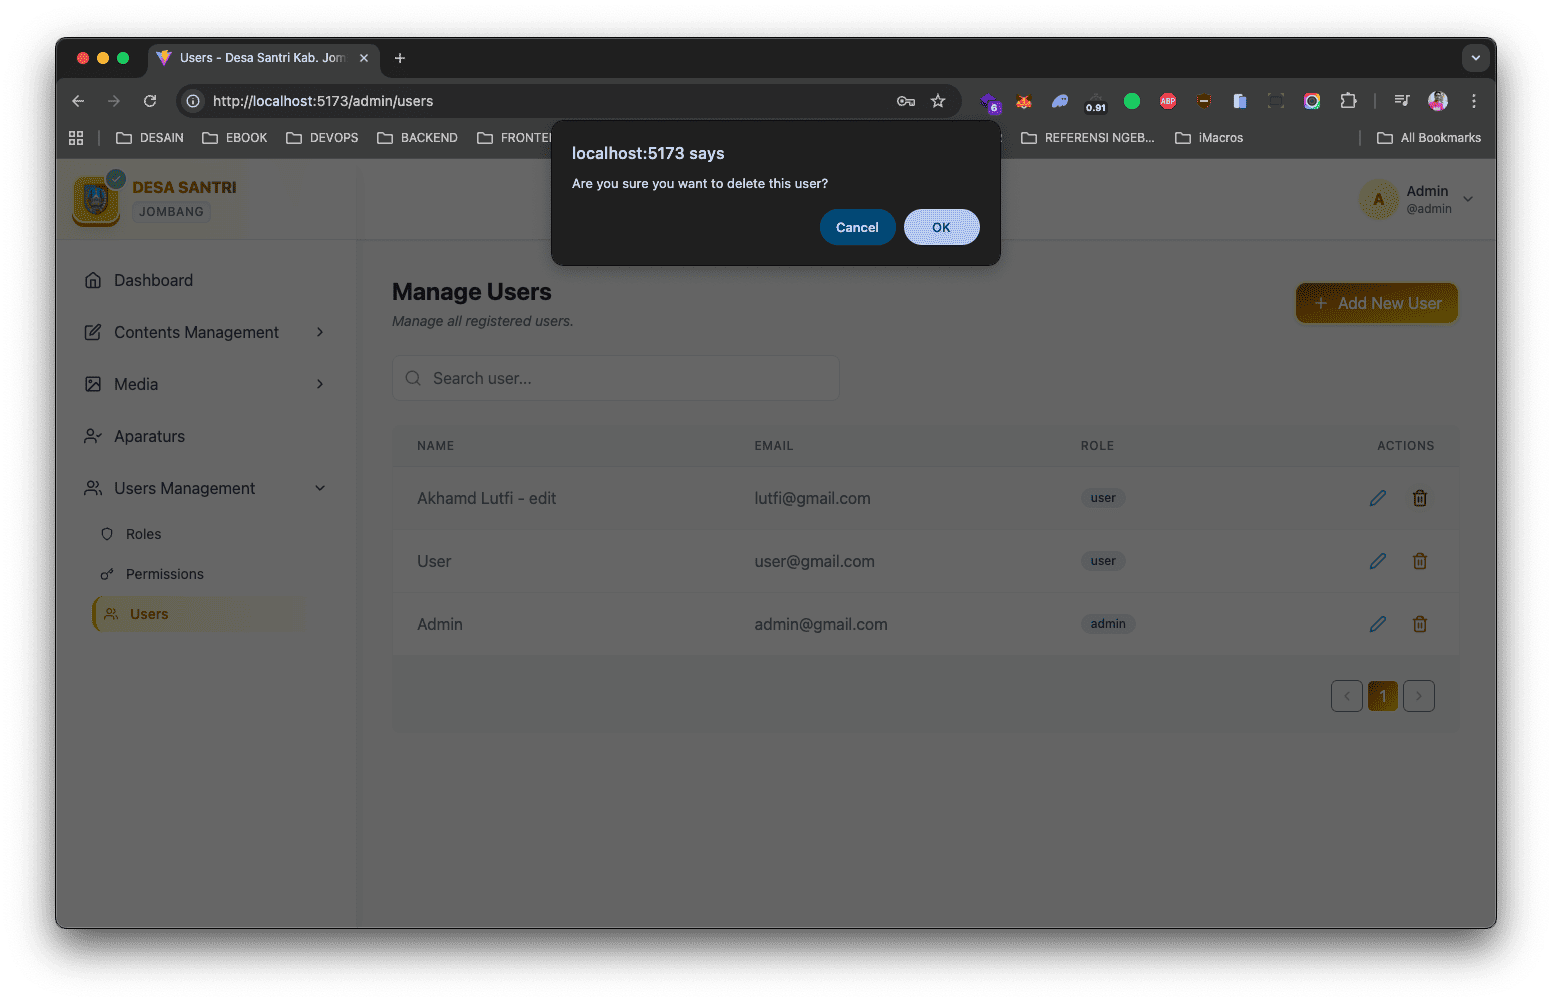 Users - Desa Santri Kab. Jom
http://localhost:5173/admin/users
6
0.91
ABP
DESAIN
EBOOK
DEVOPS
BACKEND
REFERENSI NGEB...
iMacros
All Bookmarks
localhost:5173 says
Are you sure you want to delete this user?
Cancel
OK
DESA SANTRI
JOMBANG
A
Admin
@admin
Dashboard
Contents Management
Media
Aparaturs
Users Management
Roles
Permissions
Users
Manage Users
Manage all registered users.
+ Add New User
Search user...
NAME EMAIL ROLE ACTIONS
Akhamd Lutfi - edit lutfi@gmail.com user
User user@gmail.com user
Admin admin@gmail.com admin
1